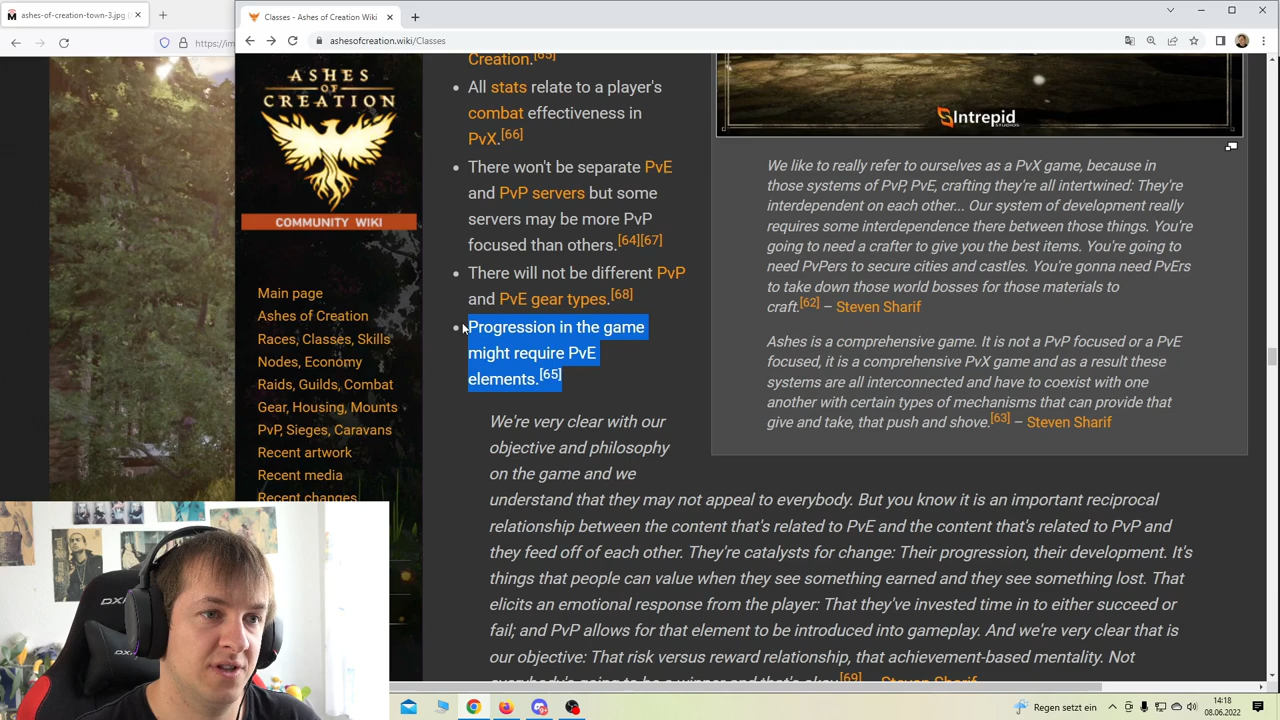 ashes-of-creation-town-3.jpg (
Classes - Ashes of Creation Wiki
https://im
ashesofcreation.wiki/Classes
ASHES
OF
CREATION
COMMUNITY WIKI
Main page
Ashes of Creation
Races, Classes, Skills
Nodes, Economy
Raids, Guilds, Combat
Gear, Housing, Mounts
PvP, Sieges, Caravans
Recent artwork
Recent media
Recent changes
Creation.[65]
All stats relate to a player's
combat effectiveness in
PvX.[66]
There won't be separate PvE
and PvP servers but some
servers may be more PvP
focused than others.[64][67]
There will not be different PvP
and PvE gear types.[68]
Progression in the game
might require PvE
elements.[65]
We're very clear with our
objective and philosophy
on the game and we
understand that they may not appeal to everybody. But you know it is an important reciprocal
relationship between the content that's related to PvE and the content that's related to PvP and
they feed off of each other. They're catalysts for change: Their progression, their development. It's
things that people can value when they see something earned and they see something lost. That
elicits an emotional response from the player: That they've invested time in to either succeed or
fail; and PvP allows for that element to be introduced into gameplay. And we're very clear that is
our objective: That risk versus reward relationship, that achievement-based mentality. Not
everybody's going to be a winner and that's okay.[69] – Steven Sharif
Intrepid
STUDIOS
We like to really refer to ourselves as a PvX game, because in
those systems of PvP, PvE, crafting they're all intertwined: They're
interdependent on each other... Our system of development really
requires some interdependence there between those things. You're
going to need a crafter to give you the best items. You're going to
need PvPers to secure cities and castles. You're gonna need PvErs
to take down those world bosses for those materials to
craft.[62] – Steven Sharif
Ashes is a comprehensive game. It is not a PvP focused or a PvE
focused, it is a comprehensive PvX game and as a result these
systems are all interconnected and have to coexist with one
another with certain types of mechanisms that can provide that
give and take, that push and shove.[63] – Steven Sharif
Regen setzt ein
14:18
08.06.2022